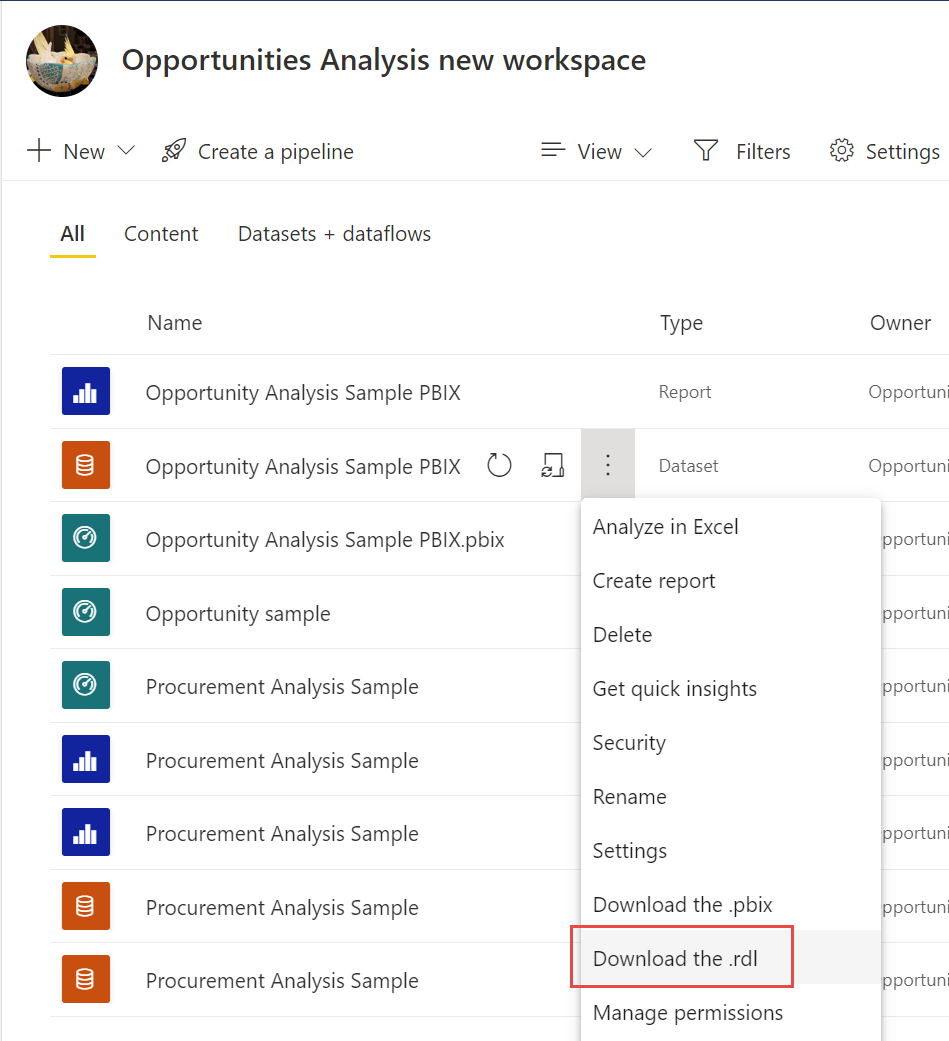 Opportunities Analysis new workspace
New Create a pipeline View Filters Settings
All Content Datasets + dataflows
Name Type Owner
Opportunity Analysis Sample PBIX Report Opportuni
Opportunity Analysis Sample PBIX Dataset Opportuni
Opportunity Analysis Sample PBIX.pbix pportuni
Opportunity sample pportuni
Procurement Analysis Sample pportuni
Procurement Analysis Sample pportuni
Procurement Analysis Sample pportuni
Procurement Analysis Sample pportuni
Procurement Analysis Sample pportuni
Analyze in Excel
Create report
Delete
Get quick insights
Security
Rename
Settings
Download the .pbix
Download the .rdl
Manage permissions